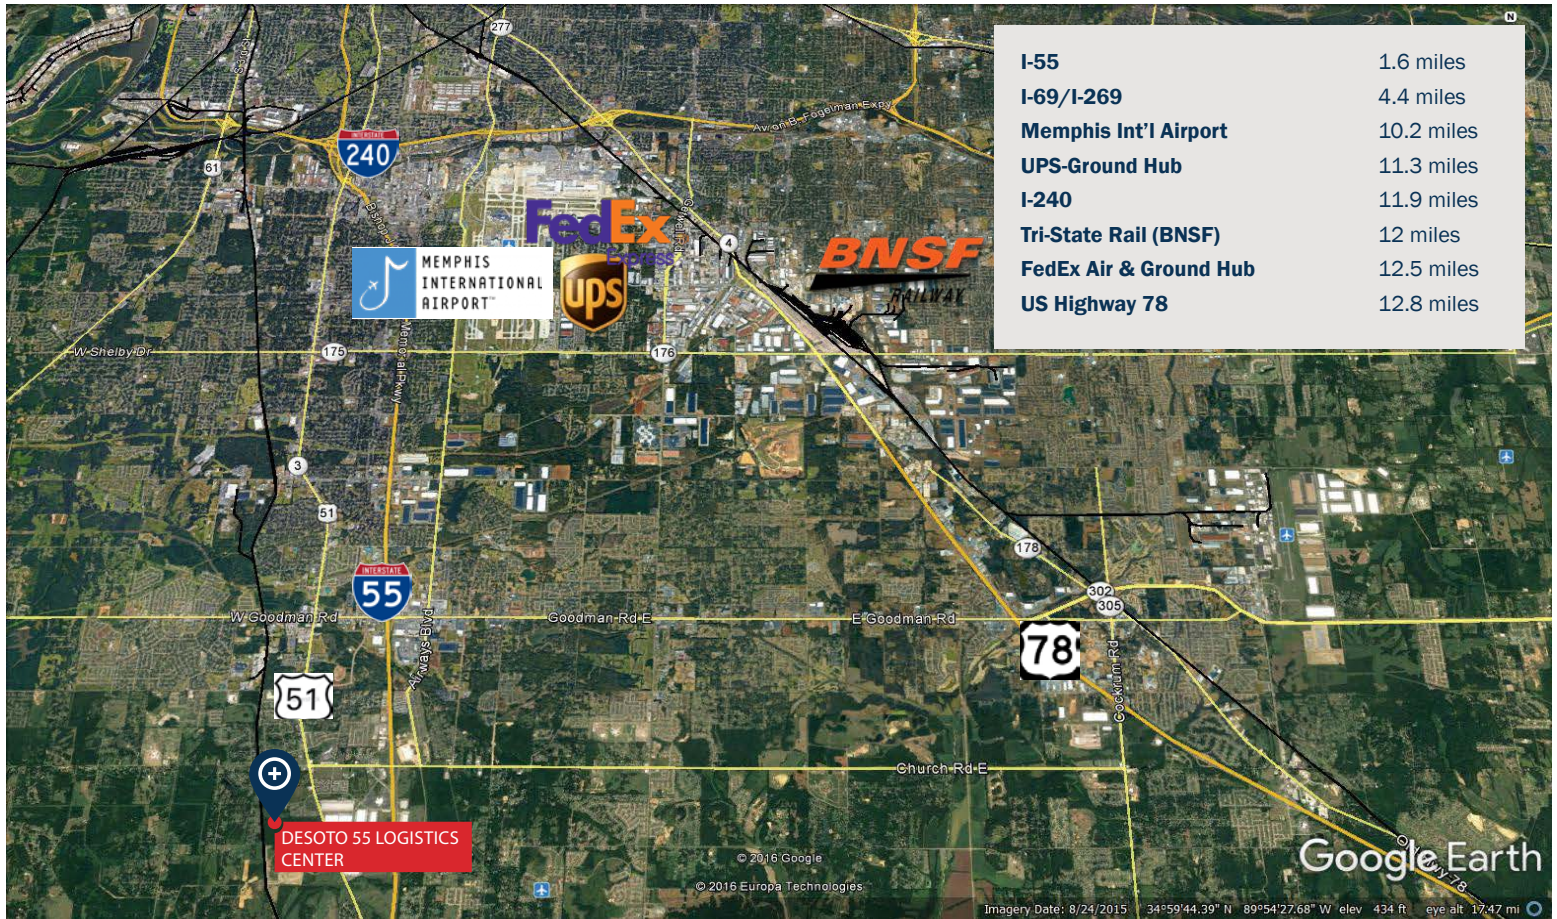 277
N
I-55 1.6 miles
I-69/I-269 4.4 miles
Memphis Int'l Airport 10.2 miles
UPS-Ground Hub 11.3 miles
I-240 11.9 miles
Tri-State Rail (BNSF) 12 miles
FedEx Air & Ground Hub 12.5 miles
US Highway 78 12.8 miles
Avron B. Fogelman Expy
INTERSTATE
240
61
FedEx
Express
4
BNSF
RAILWAY
MEMPHIS
INTERNATIONAL
AIRPORT™
ups
W Shelby Dr
175
176
Memorial Pkwy
3
51
178
INTERSTATE
55
302
305
W Goodman Rd
Goodman Rd E
E Goodman Rd
Airways Blvd
78
Cockrum Rd
51
Church Rd E
DESOTO 55 LOGISTICS
CENTER
© 2016 Google
© 2016 Europa Technologies
Google Earth
Imagery Date: 8/24/2015 34°59'44.39" N 89°54'27.68" W elev 434 ft eye alt 17.47 mi